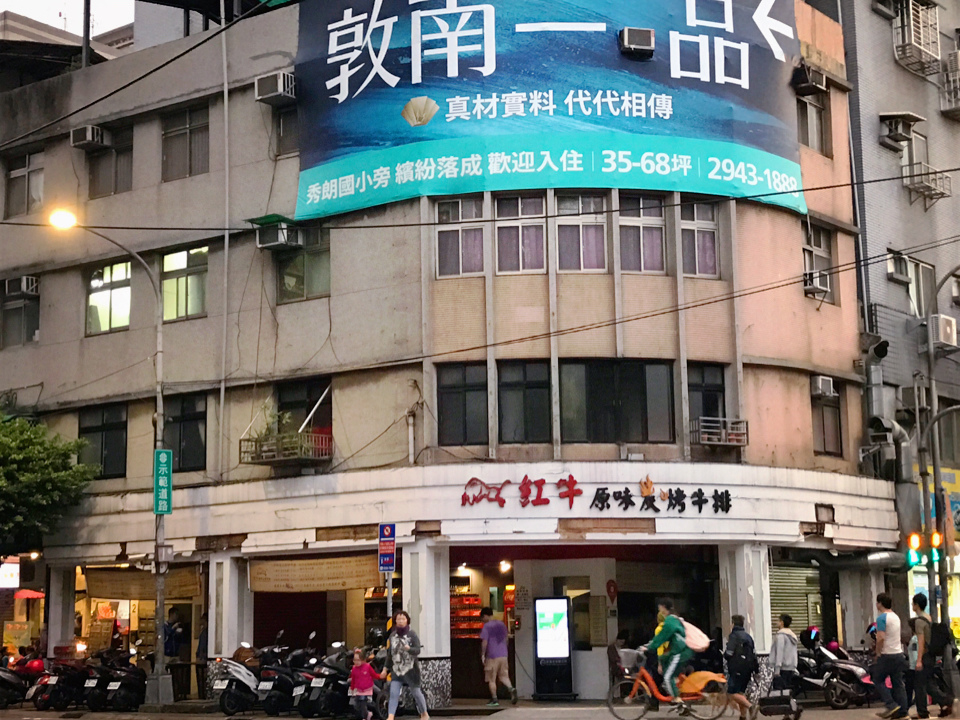 敦南一品
真材實料 代代相傳
秀朗國小旁 繽紛落成 歡迎入住 | 35-68坪 | 2943-1888
紅牛 原味炭烤牛排
示範道路